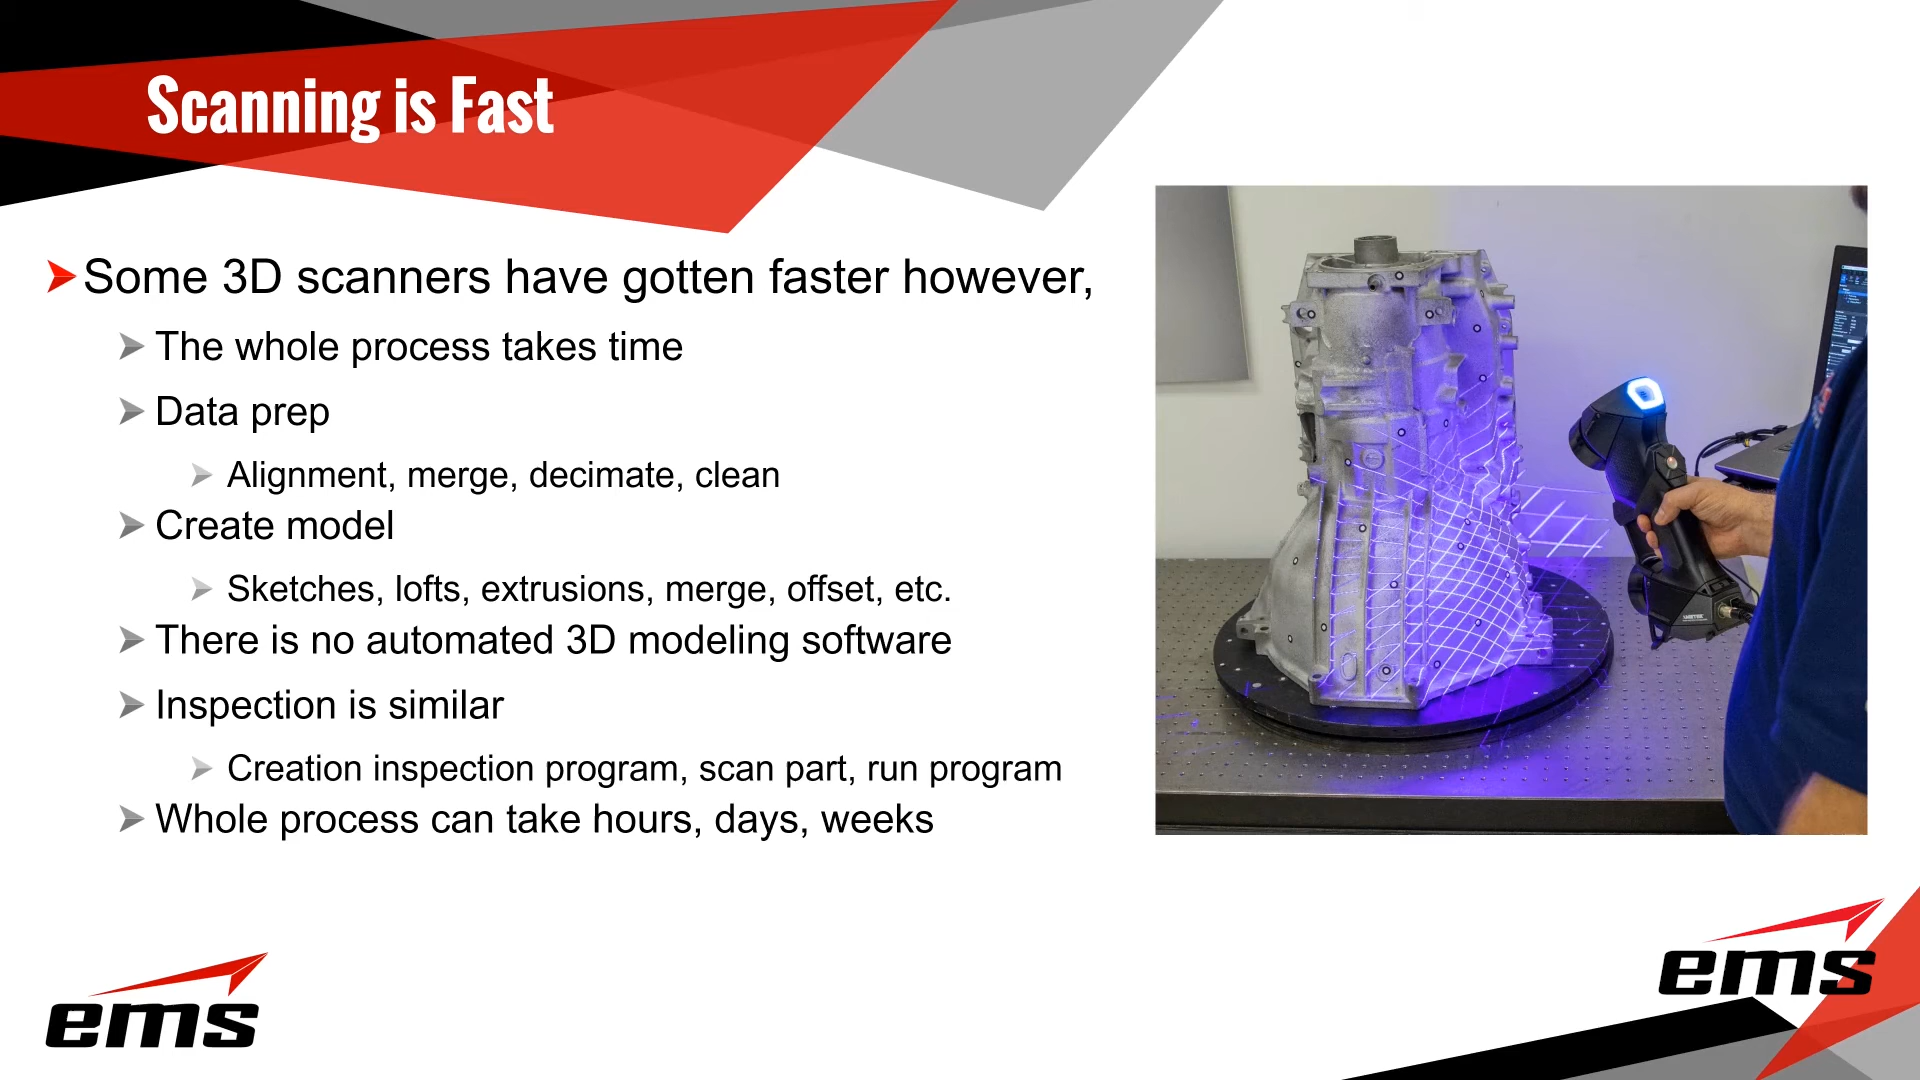 Scanning is Fast
Some 3D scanners have gotten faster however,
The whole process takes time
Data prep
Alignment, merge, decimate, clean
Create model
Sketches, lofts, extrusions, merge, offset, etc.
There is no automated 3D modeling software
Inspection is similar
Creation inspection program, scan part, run program
Whole process can take hours, days, weeks
ems
ems